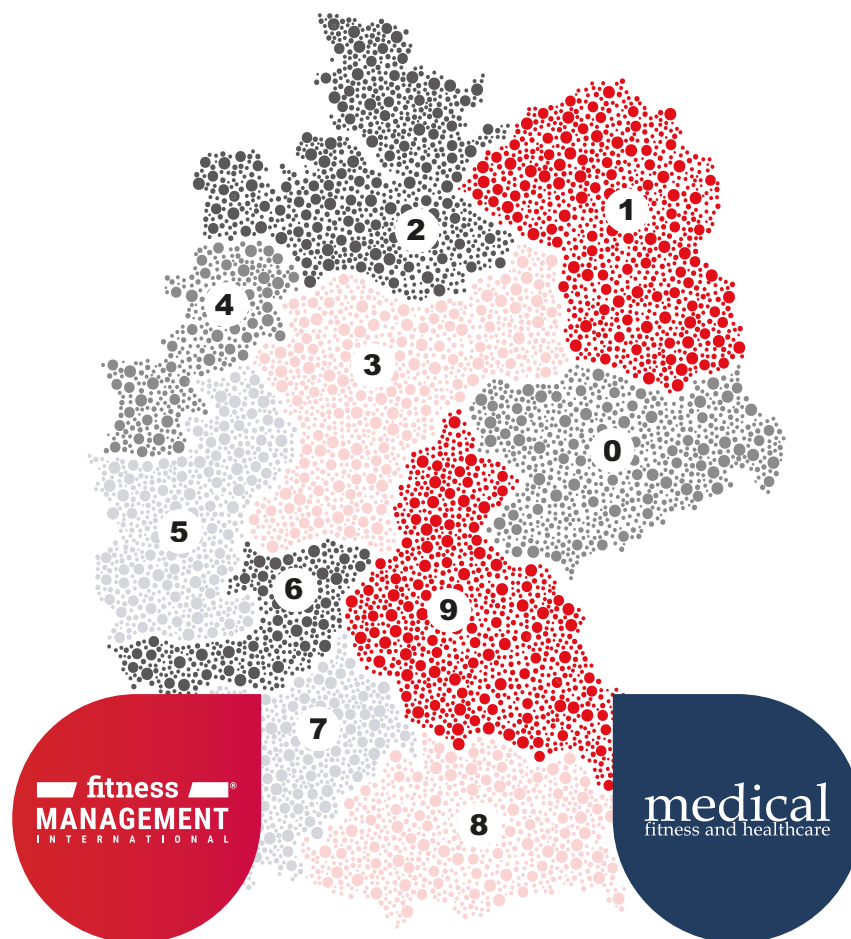 1
2
4
3
0
5
6
9
7
8
fitness ®
MANAGEMENT
INTERNATIONAL
medical
fitness and healthcare